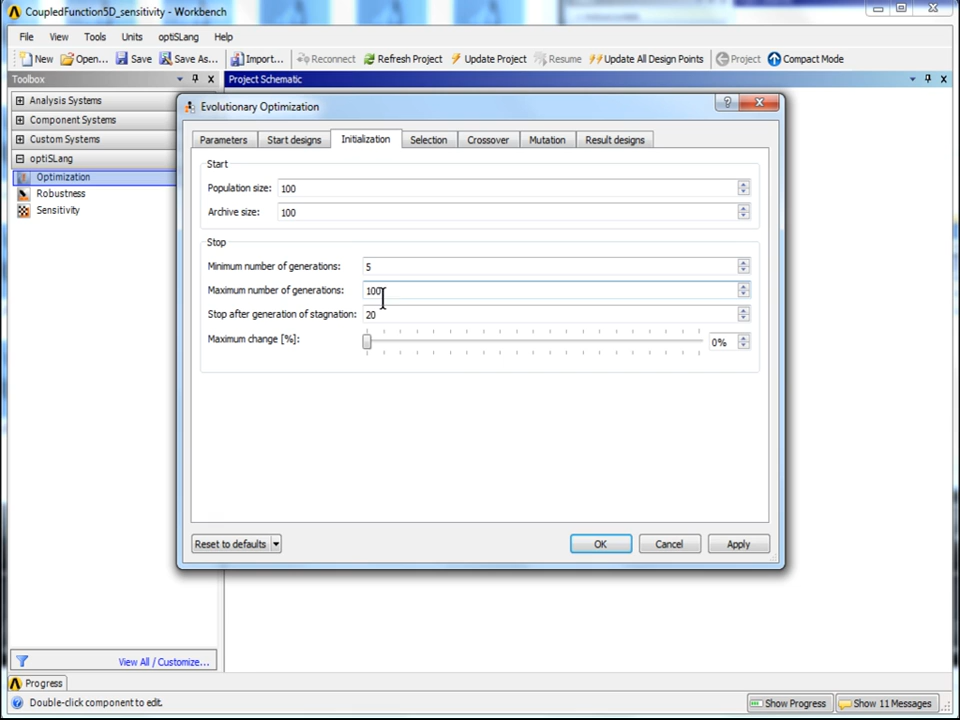 CoupledFunction5D_sensitivity - Workbench
File View Tools Units optiSLang Help
New Open... Save Save As... Import... Reconnect Refresh Project Update Project Resume Update All Design Points Project Compact Mode
Toolbox
Project Schematic
Analysis Systems
Component Systems
Custom Systems
optiSLang
Optimization
Robustness
Sensitivity
Evolutionary Optimization
Parameters Start designs Initialization Selection Crossover Mutation Result designs
Start
Population size: 100
Archive size: 100
Stop
Minimum number of generations: 5
Maximum number of generations: 100
Stop after generation of stagnation: 20
Maximum change [%]: 0%
Reset to defaults OK Cancel Apply
View All / Customize...
Progress
Double-click component to edit.
Show Progress Show 11 Messages